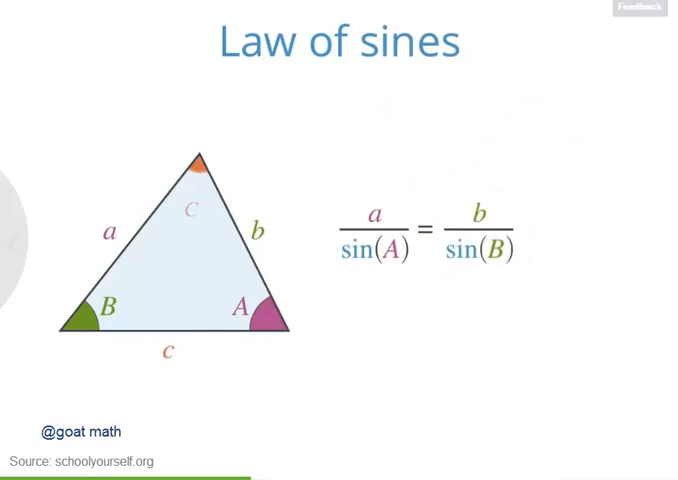 Feedback
Law of sines
C
a
b
a/sin(A) = b/sin(B)
B
A
c
@goat math
Source: schoolyourself.org